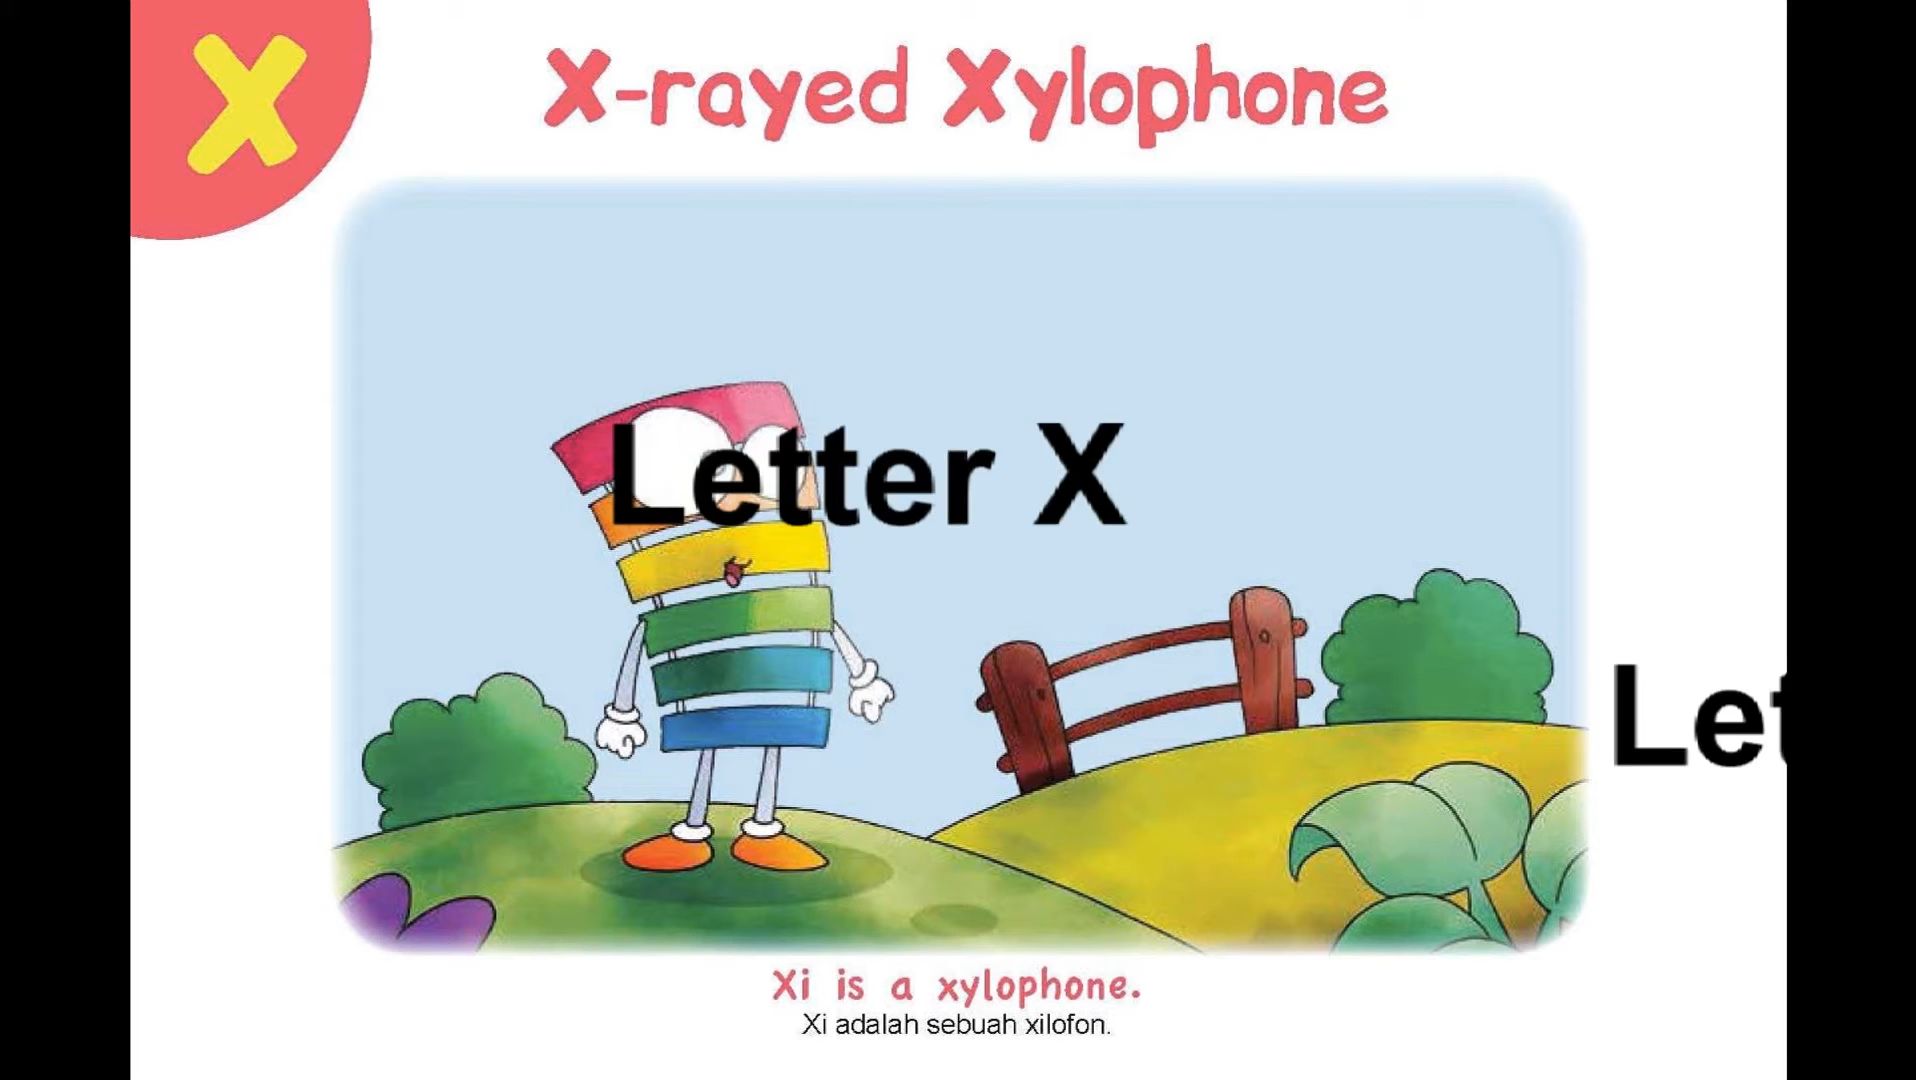 X
X-rayed Xylophone
Letter X
Let
Xi is a xylophone.
Xi adalah sebuah xilofon.